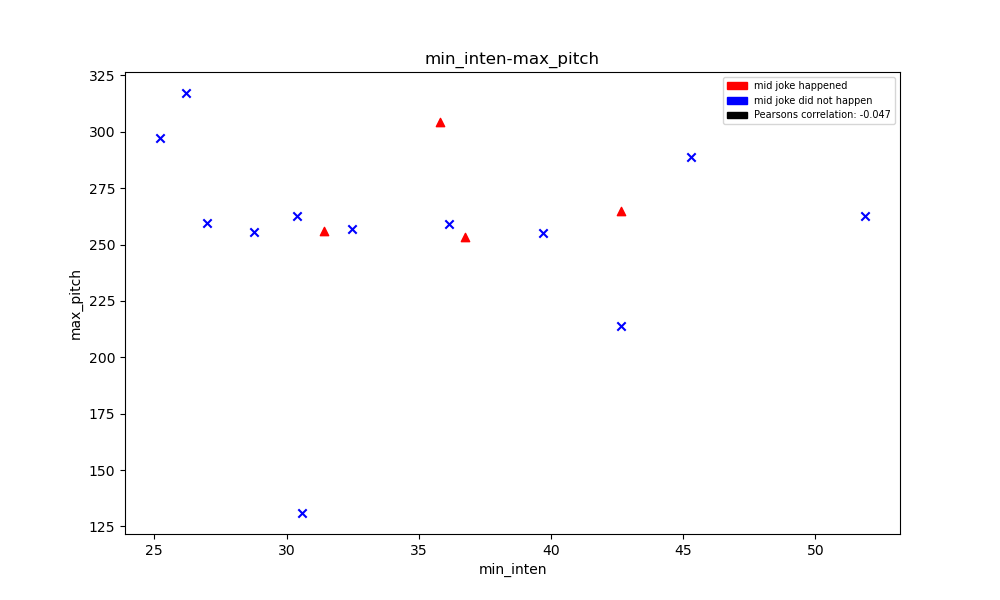 min_inten-max_pitch
mid joke happened
mid joke did not happen
Pearsons correlation: -0.047
325
300
275
250
225
200
175
150
125
max_pitch
25 30 35 40 45 50
min_inten